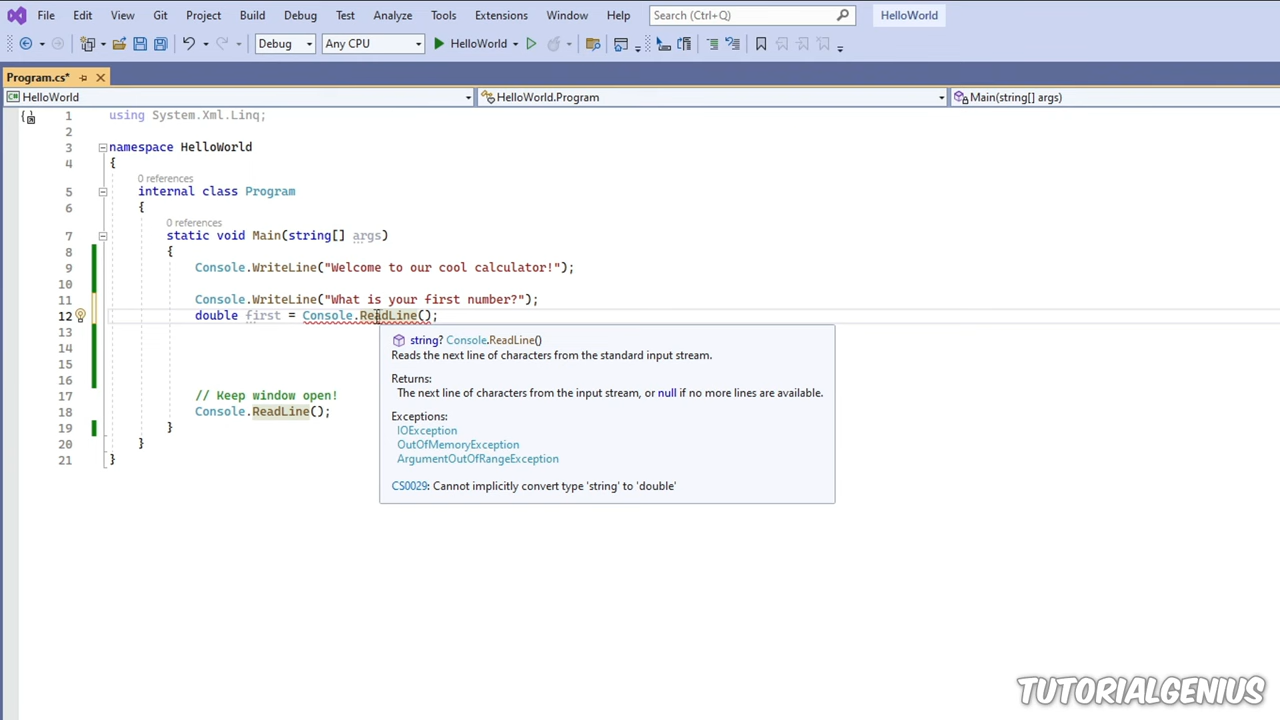 File Edit View Git Project Build Debug Test Analyze Tools Extensions Window Help Search (Ctrl+Q) HelloWorld
Debug Any CPU HelloWorld
Program.cs*
HelloWorld HelloWorld.Program Main(string[] args)
1 using System.Xml.Linq;
2
3 namespace HelloWorld
4 {
0 references
5 internal class Program
6 {
0 references
7 static void Main(string[] args)
8 {
9 Console.WriteLine("Welcome to our cool calculator!");
10
11 Console.WriteLine("What is your first number?");
12 double first = Console.ReadLine();
13
14
15
16
17 // Keep window open!
18 Console.ReadLine();
19 }
20 }
21 }
string? Console.ReadLine()
Reads the next line of characters from the standard input stream.
Returns:
The next line of characters from the input stream, or null if no more lines are available.
Exceptions:
IOException
OutOfMemoryException
ArgumentOutOfRangeException
CS0029: Cannot implicitly convert type 'string' to 'double'
TUTORIALGENIUS